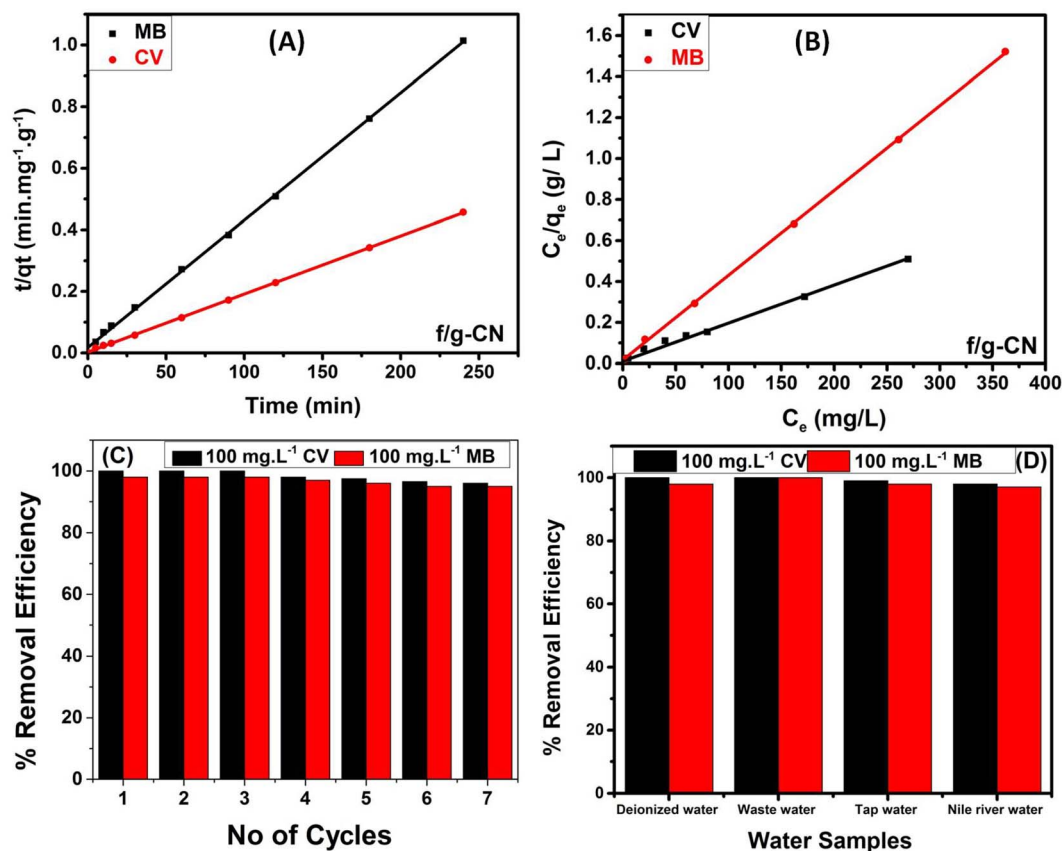 (A)
MB
CV
t/qt (min.mg⁻¹.g⁻¹)
1.0
0.8
0.6
0.4
0.2
0.0
0 50 100 150 200 250
f/g-CN
Time (min)
(B)
CV
MB
Cₑ/qₑ (g/ L)
1.6
1.4
1.2
1.0
0.8
0.6
0.4
0.2
0.0
0 50 100 150 200 250 300 350 400
f/g-CN
Cₑ (mg/L)
(C)
100 mg.L⁻¹ CV 100 mg.L⁻¹ MB
% Removal Efficiency
100
80
60
40
20
0
1 2 3 4 5 6 7
No of Cycles
100 mg.L⁻¹ CV 100 mg.L⁻¹ MB (D)
% Removal Efficiency
100
80
60
40
20
0
Deionized water Waste water Tap water Nile river water
Water Samples